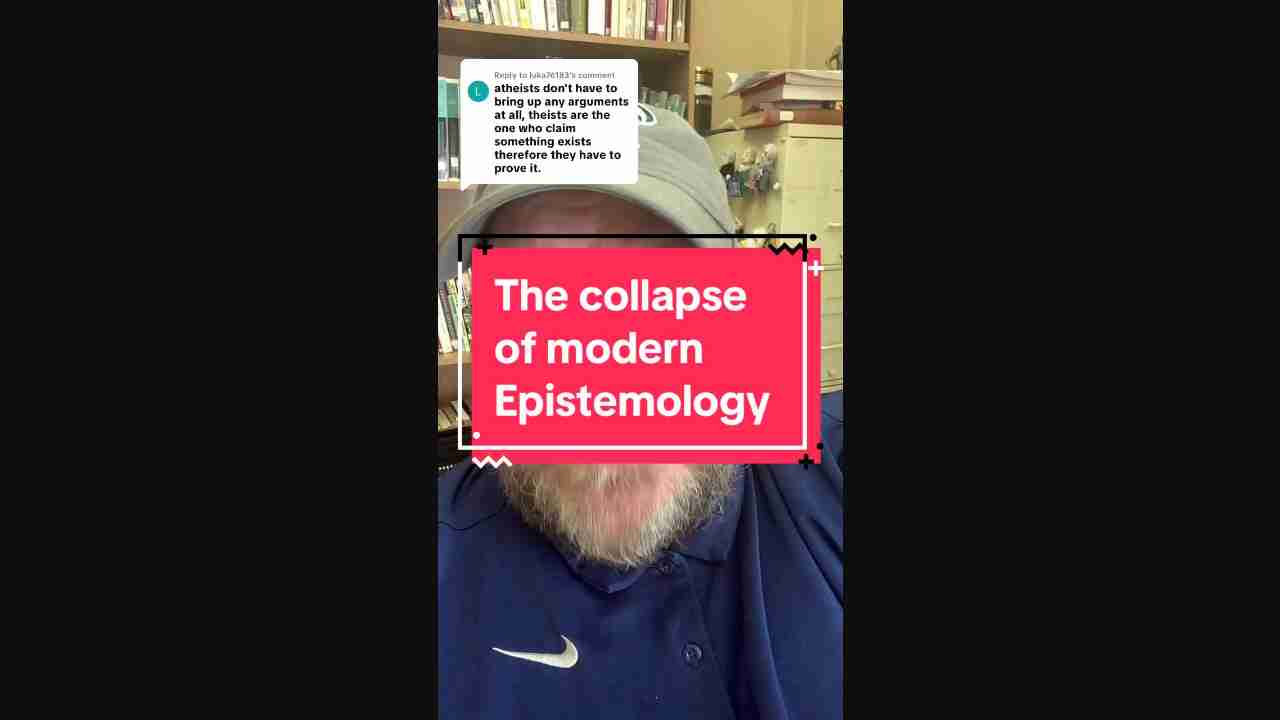 Reply to luka76183's comment
L
atheists don't have to
bring up any arguments
at all, theists are the
one who claim
something exists
therefore they have to
prove it.
The collapse
of modern
Epistemology